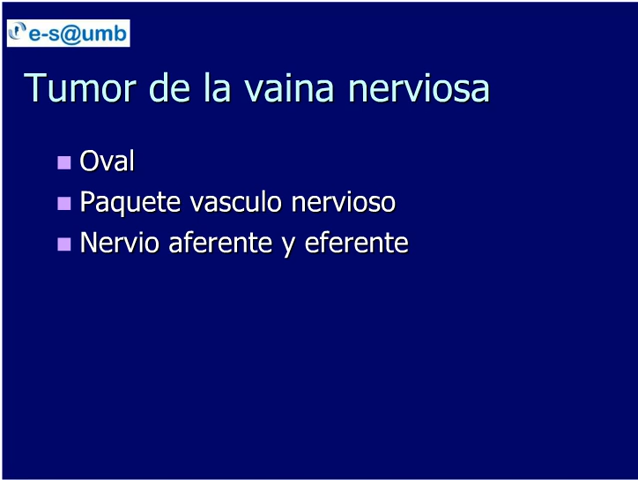 e-s@umb
Tumor de la vaina nerviosa
Oval
Paquete vasculo nervioso
Nervio aferente y eferente